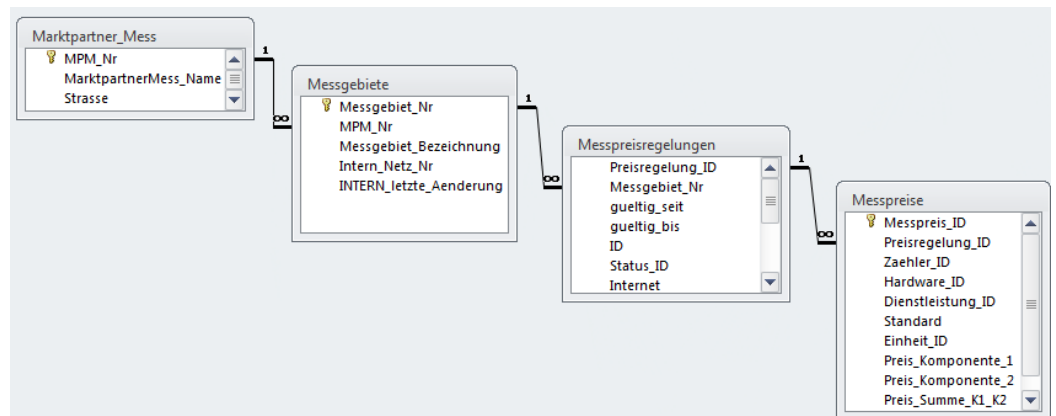 Marktpartner_Mess
MPM_Nr
MarktpartnerMess_Name
Strasse
1
∞
Messgebiete
Messgebiet_Nr
MPM_Nr
Messgebiet_Bezeichnung
Intern_Netz_Nr
INTERN_letzte_Aenderung
1
∞
Messpreisregelungen
Preisregelung_ID
Messgebiet_Nr
gueltig_seit
gueltig_bis
ID
Status_ID
Internet
1
∞
Messpreise
Messpreis_ID
Preisregelung_ID
Zaehler_ID
Hardware_ID
Dienstleistung_ID
Standard
Einheit_ID
Preis_Komponente_1
Preis_Komponente_2
Preis_Summe_K1_K2